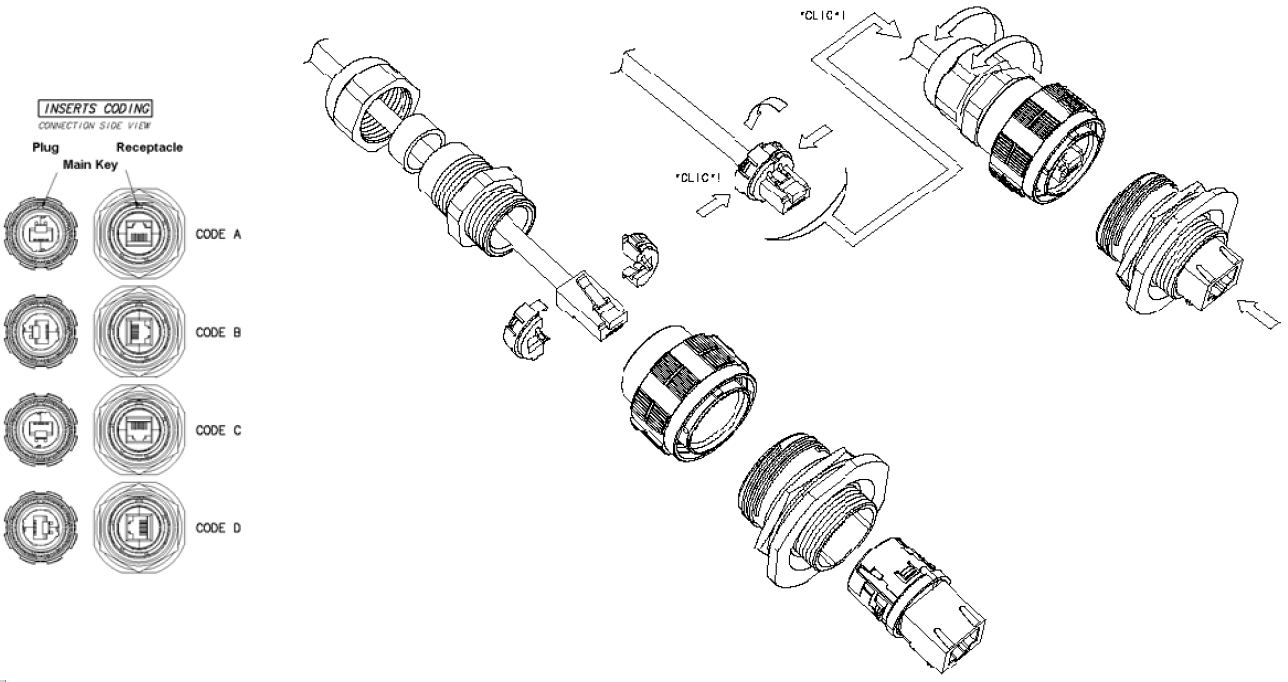 "CLIC"!
INSERTS CODING
CONNECTION SIDE VIEW
Plug Receptacle
Main Key
"CLIC"!
CODE A
CODE B
CODE C
CODE D